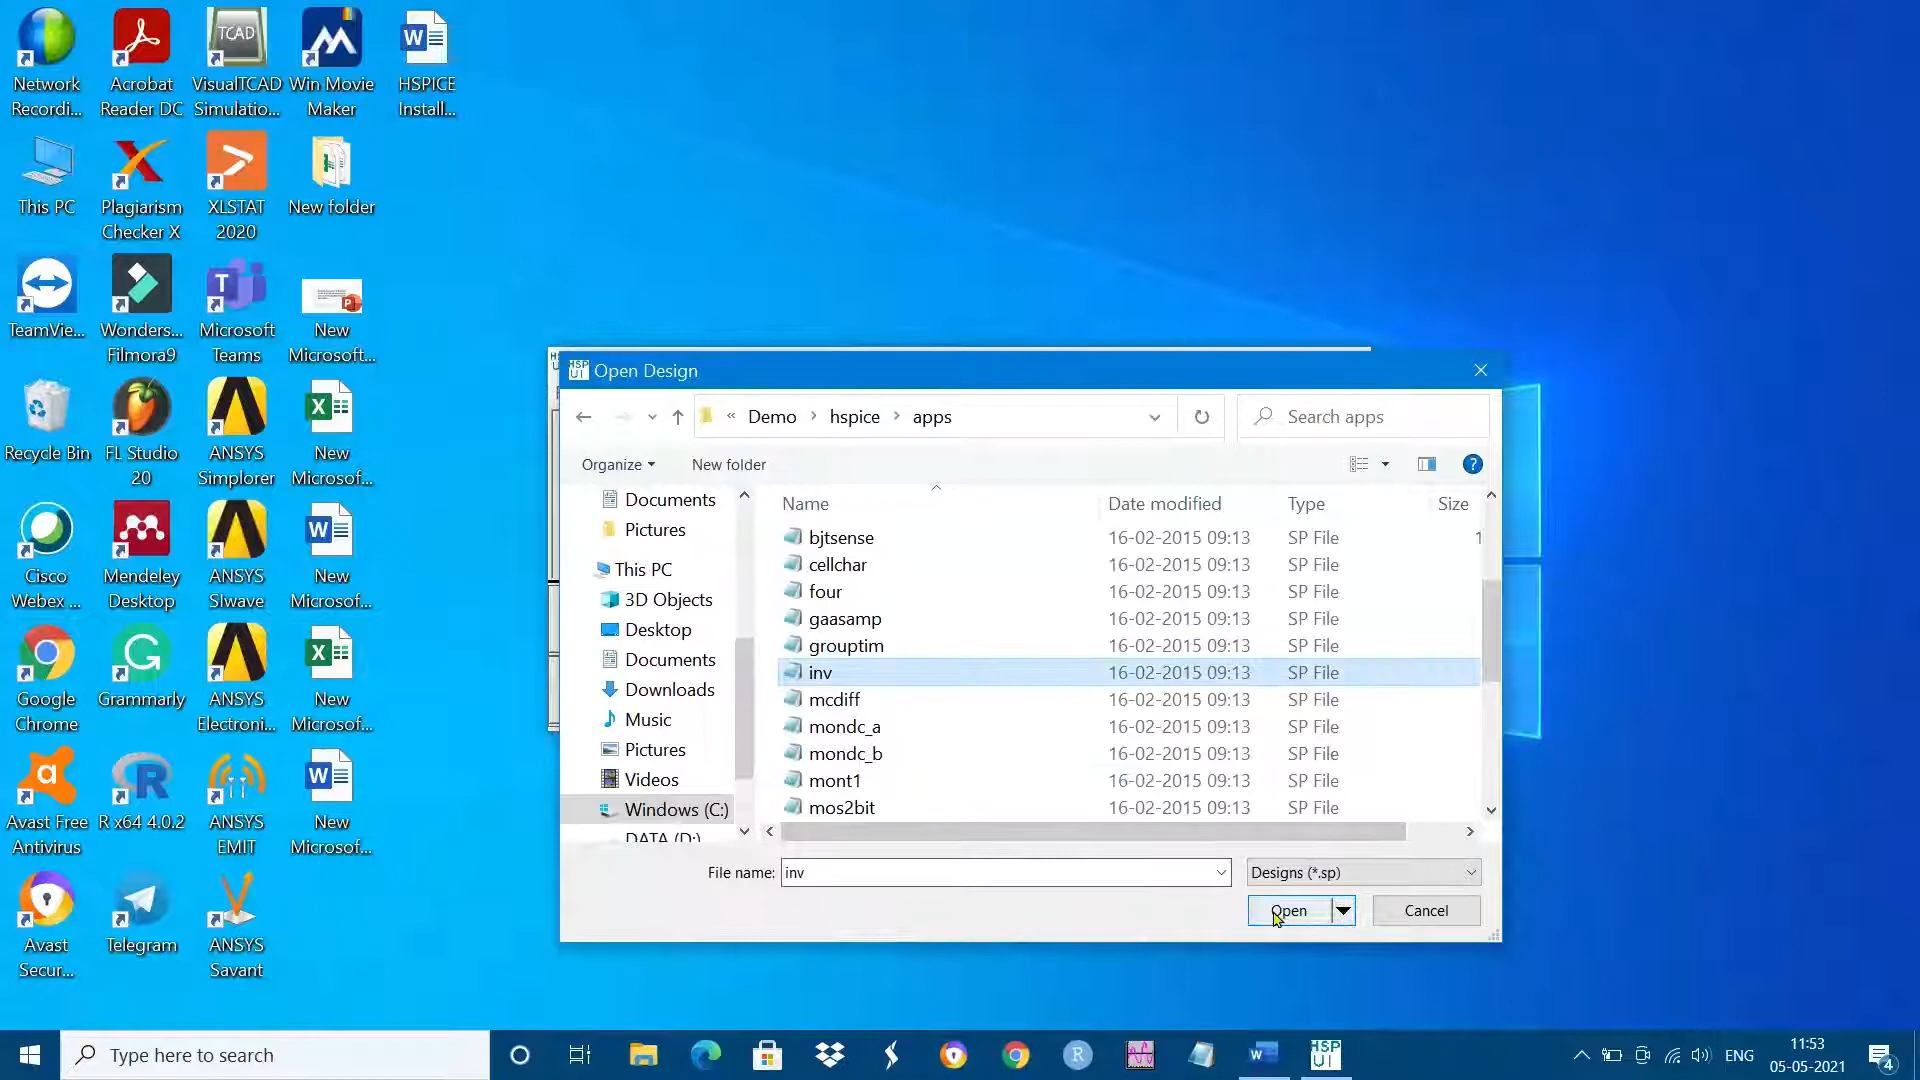 Network
Recordi...
Acrobat
Reader DC
TCAD
VisualTCAD
Simulatio...
Win Movie
Maker
HSPICE
Install...
This PC
Plagiarism
Checker X
XLSTAT
2020
New folder
TeamVie...
Wonders...
Filmora9
Microsoft
Teams
New
Microsoft...
Recycle Bin
FL Studio
20
ANSYS
Simplorer
New
Microsof...
Cisco
Webex ...
Mendeley
Desktop
ANSYS
SIwave
New
Microsof...
Google
Chrome
Grammarly
ANSYS
Electroni...
New
Microsof...
Avast Free
Antivirus
R x64 4.0.2
ANSYS
EMIT
New
Microsof...
Avast
Secur...
Telegram
ANSYS
Savant
HSP
UI
Open Design
« Demo > hspice > apps
Search apps
Organize
New folder
Documents
Pictures
This PC
3D Objects
Desktop
Documents
Downloads
Music
Pictures
Videos
Windows (C:)
DATA (D:)
Name Date modified Type Size
bjtsense 16-02-2015 09:13 SP File 1
cellchar 16-02-2015 09:13 SP File
four 16-02-2015 09:13 SP File
gaasamp 16-02-2015 09:13 SP File
grouptim 16-02-2015 09:13 SP File
inv 16-02-2015 09:13 SP File
mcdiff 16-02-2015 09:13 SP File
mondc_a 16-02-2015 09:13 SP File
mondc_b 16-02-2015 09:13 SP File
mont1 16-02-2015 09:13 SP File
mos2bit 16-02-2015 09:13 SP File
File name: inv Designs (*.sp)
Open Cancel
Type here to search
HSP
UI
ENG
11:53
05-05-2021
4